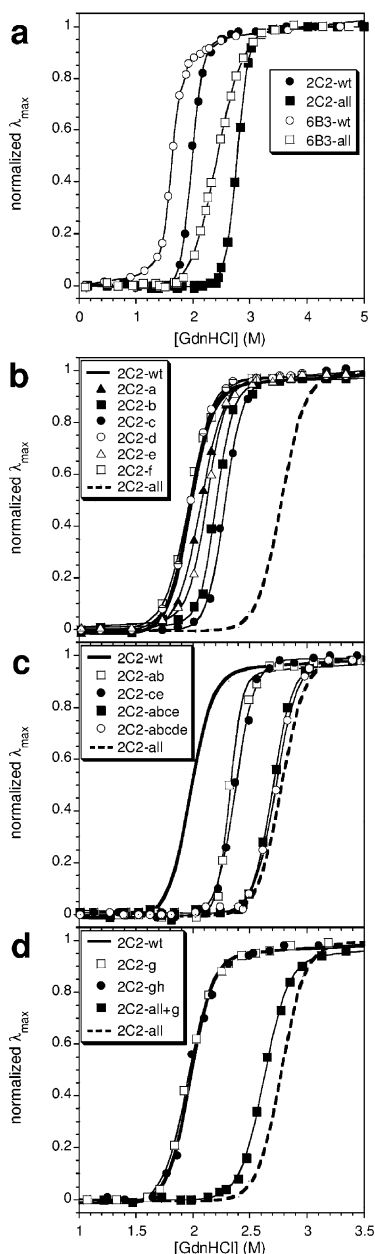 a
normalized λmax
1
0.8
0.6
0.4
0.2
0
2C2-wt
2C2-all
6B3-wt
6B3-all
0 1 2 3 4 5
[GdnHCl] (M)
b
normalized λmax
1
0.8
0.6
0.4
0.2
0
2C2-wt
2C2-a
2C2-b
2C2-c
2C2-d
2C2-e
2C2-f
2C2-all
c
normalized λmax
1
0.8
0.6
0.4
0.2
0
2C2-wt
2C2-ab
2C2-ce
2C2-abce
2C2-abcde
2C2-all
d
normalized λmax
1
0.8
0.6
0.4
0.2
0
2C2-wt
2C2-g
2C2-gh
2C2-all+g
2C2-all
1 1.5 2 2.5 3 3.5
[GdnHCl] (M)